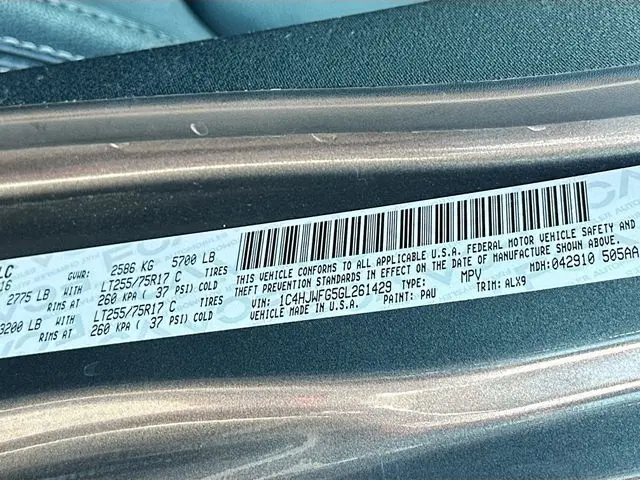 LC
16 GVWR: 2586 KG 5700 LB
2775 LB WITH LT255/75R17 C TIRES
RIMS AT 260 KPA ( 37 PSI) COLD
3200 LB WITH LT255/75R17 C TIRES
RIMS AT 260 KPA ( 37 PSI) COLD
THIS VEHICLE CONFORMS TO ALL APPLICABLE U.S.A. FEDERAL MOTOR VEHICLE SAFETY AND
THEFT PREVENTION STANDARDS IN EFFECT ON THE DATE OF MANUFACTURE SHOWN ABOVE.
VIN: 1C4HJWFG5GL261429 TYPE: MPV MDH: 042910 505AA
VEHICLE MADE IN U.S.A. PAINT: PAU TRIM: ALX9